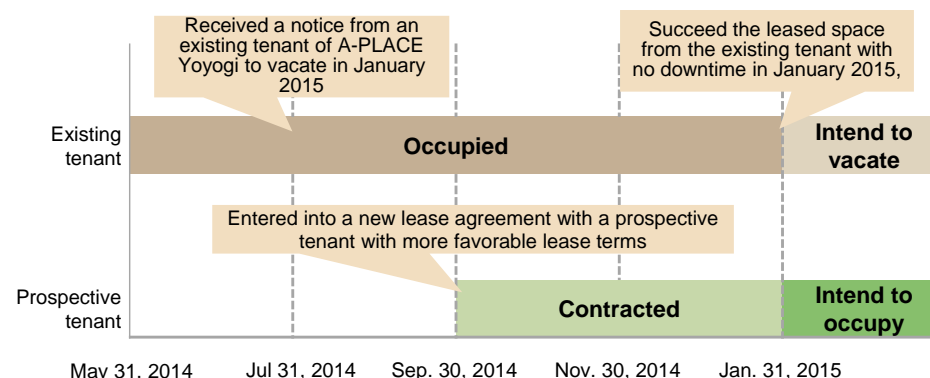 Received a notice from an
existing tenant of A-PLACE
Yoyogi to vacate in January
2015
Succeed the leased space
from the existing tenant with
no downtime in January 2015,
Existing
tenant
Occupied
Intend to
vacate
Entered into a new lease agreement with a prospective
tenant with more favorable lease terms
Prospective
tenant
Contracted
Intend to
occupy
May 31, 2014
Jul 31, 2014
Sep. 30, 2014
Nov. 30, 2014
Jan. 31, 2015